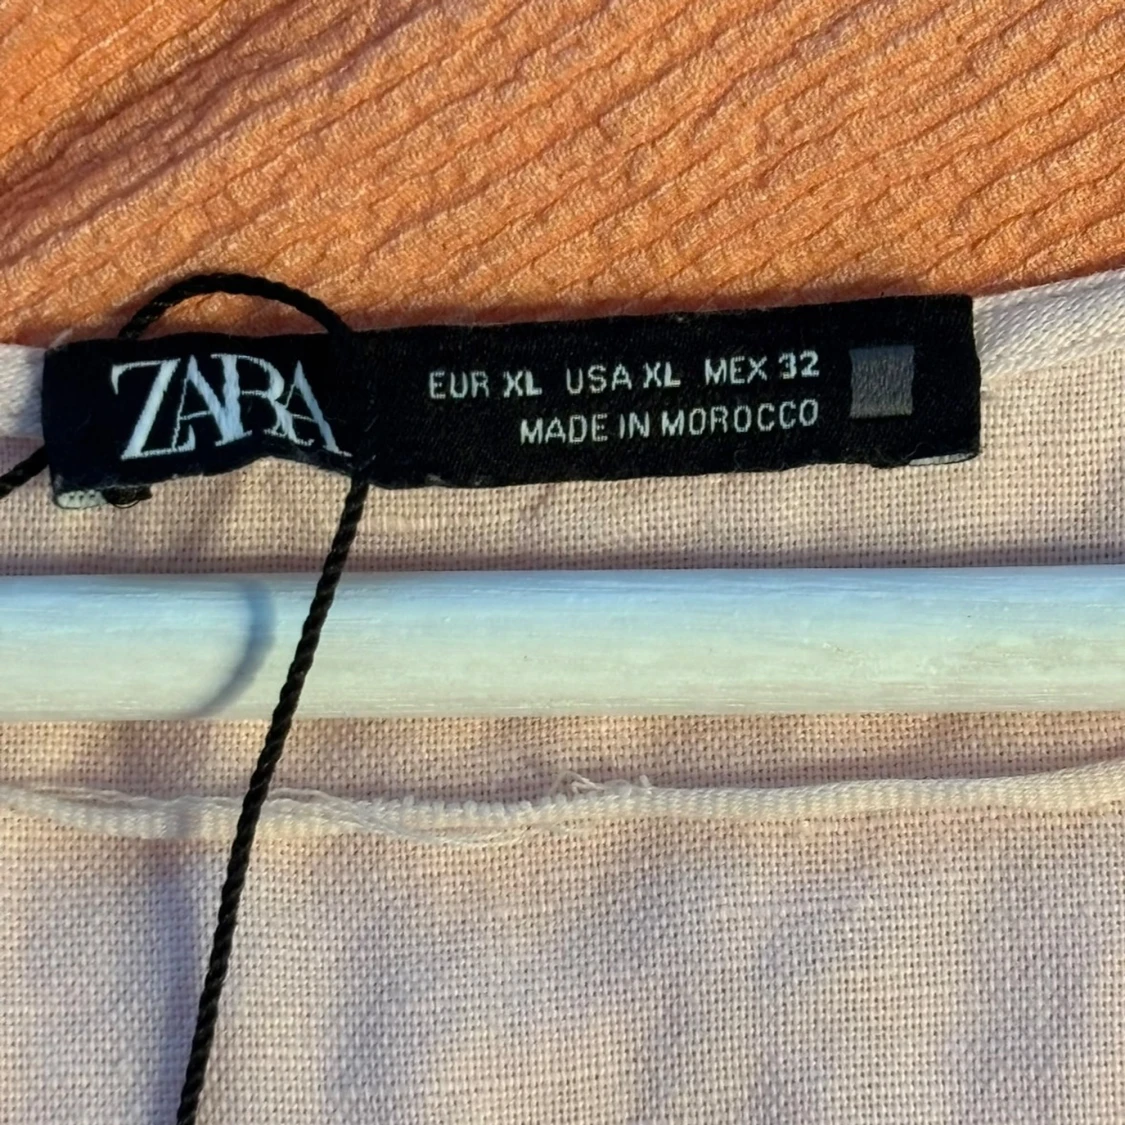 ZARA
EUR XL USA XL MEX 32
MADE IN MOROCCO